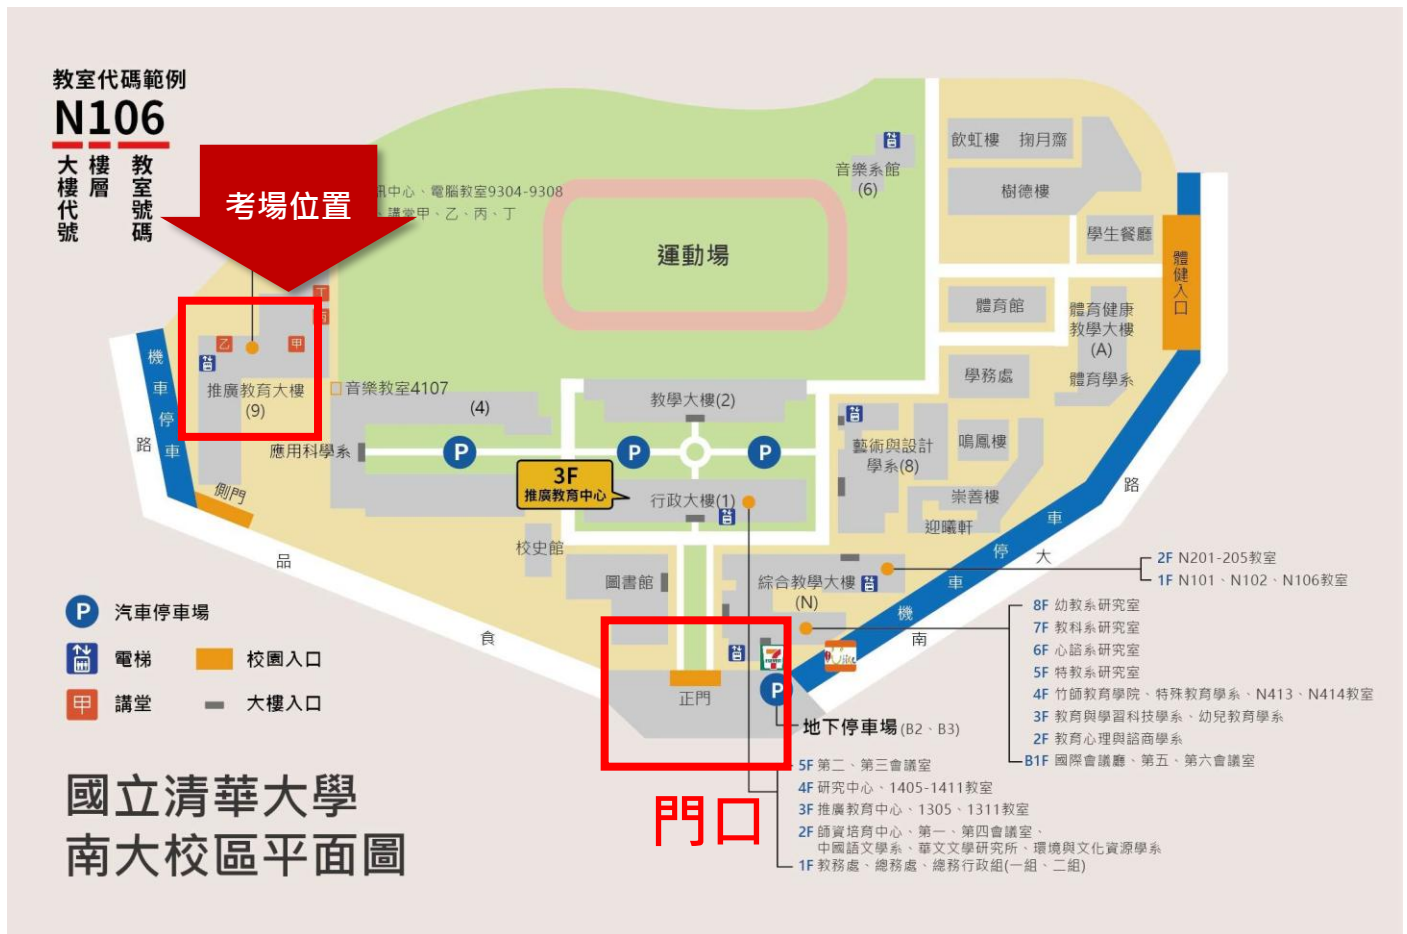 教室代碼範例
N106
大樓代號
樓層
教室號碼
考場位置
訊中心、電腦教室9304-9308
講堂甲、乙、丙、丁
運動場
音樂系館
(6)
飲虹樓
掬月齋
樹德樓
學生餐廳
體健入口
體育館
體育健康
教學大樓
(A)
體育學系
學務處
丁
丙
乙
甲
推廣教育大樓
(9)
音樂教室4107
(4)
應用科學系
教學大樓(2)
P
P
P
藝術與設計
學系(8)
鳴鳳樓
崇善樓
迎曦軒
3F
推廣教育中心
行政大樓(1)
校史館
圖書館
綜合教學大樓
(N)
機車停車
路
側門
品
食
路
大
南
機車停車
正門
7-ELEVEN
P
地下停車場(B2、B3)
2F N201-205教室
1F N101、N102、N106教室
8F 幼教系研究室
7F 教科系研究室
6F 心諮系研究室
5F 特教系研究室
4F 竹師教育學院、特殊教育學系、N413、N414教室
3F 教育與學習科技學系、幼兒教育學系
2F 教育心理與諮商學系
B1F 國際會議廳、第五、第六會議室
5F 第二、第三會議室
4F 研究中心、1405-1411教室
3F 推廣教育中心、1305、1311教室
2F 師資培育中心、第一、第四會議室、
中國語文學系、華文文學研究所、環境與文化資源學系
1F 教務處、總務處、總務行政組(一組、二組)
門口
P 汽車停車場
電梯
校園入口
甲 講堂
大樓入口
國立清華大學
南大校區平面圖